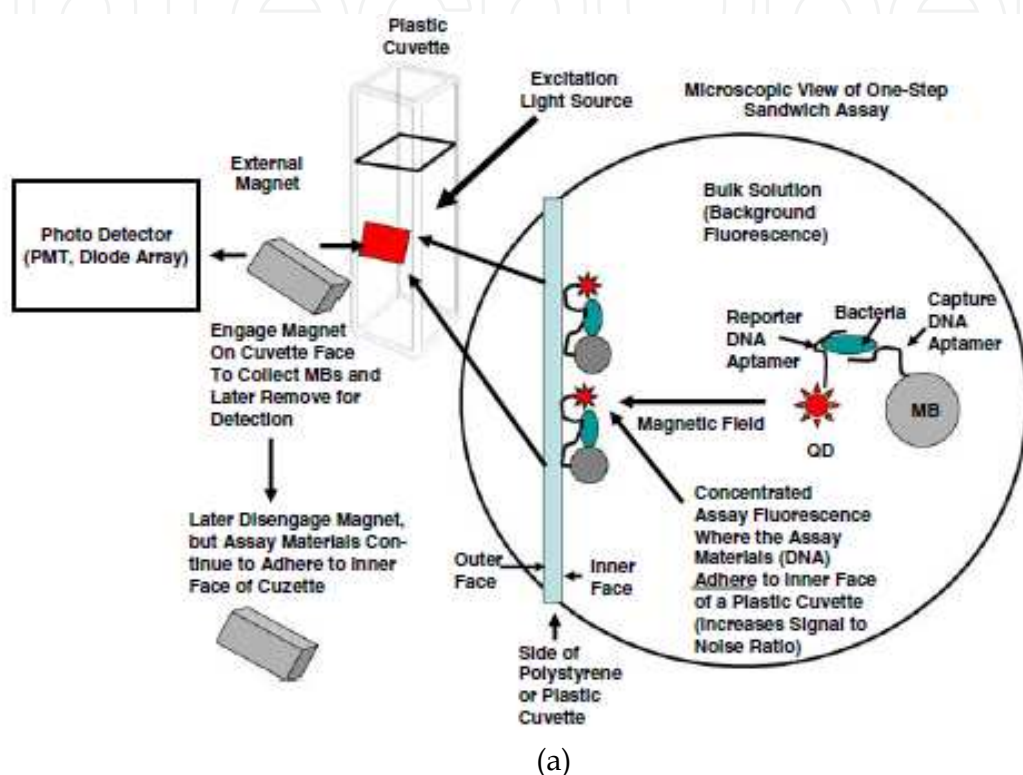 Plastic
Cuvette
Excitation
Light Source
Microscopic View of One-Step
Sandwich Assay
External
Magnet
Photo Detector
(PMT, Diode Array)
Bulk Solution
(Background
Fluorescence)
Engage Magnet
On Cuvette Face
To Collect MBs and
Later Remove for
Detection
Reporter
DNA
Aptamer
Bacteria
Capture
DNA
Aptamer
MB
QD
Magnetic Field
Later Disengage Magnet,
but Assay Materials Con-
tinue to Adhere to Inner
Face of Cuzette
Outer
Face
Inner
Face
Concentrated
Assay Fluorescence
Where the Assay
Materials (DNA)
Adhere to Inner Face
of a Plastic Cuvette
(Increases Signal to
Noise Ratio)
Side of
Polystyrene
or Plastic
Cuvette
(a)